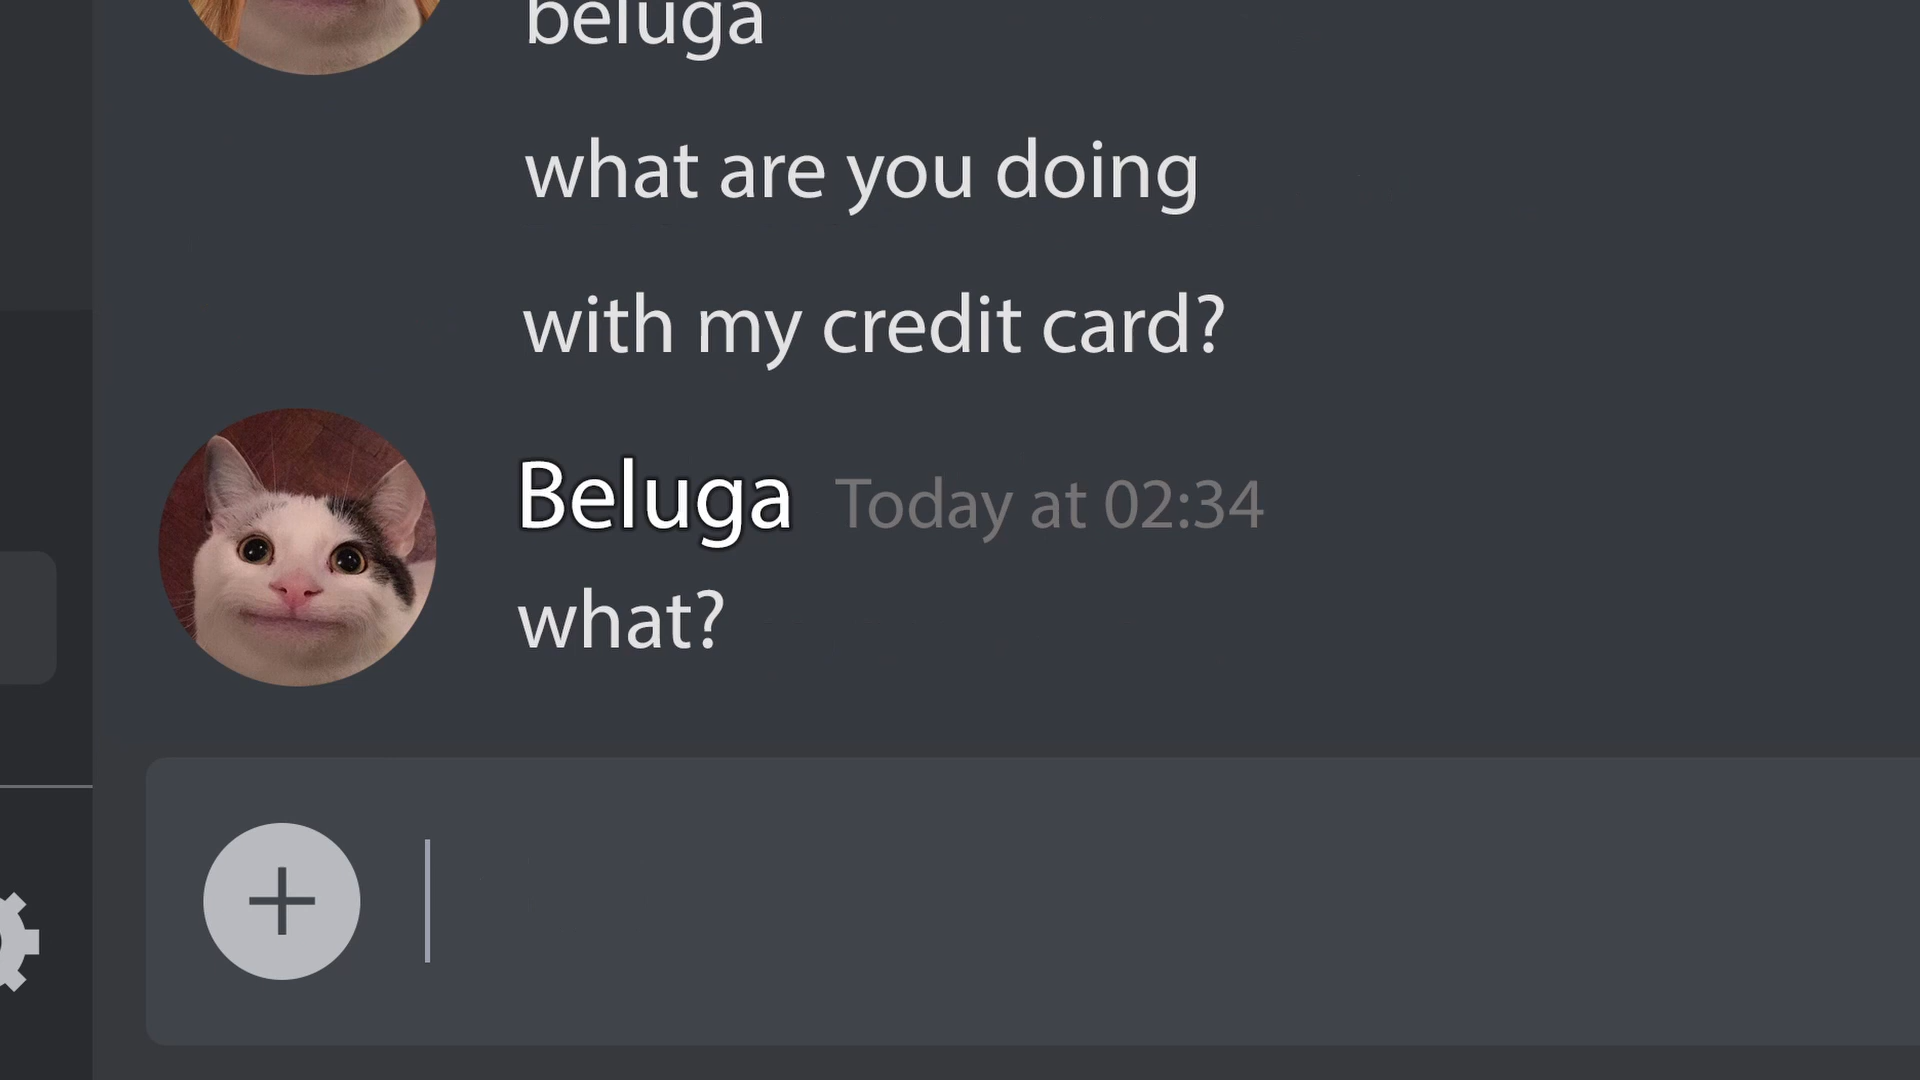 beluga
what are you doing
with my credit card?
Beluga Today at 02:34
what?